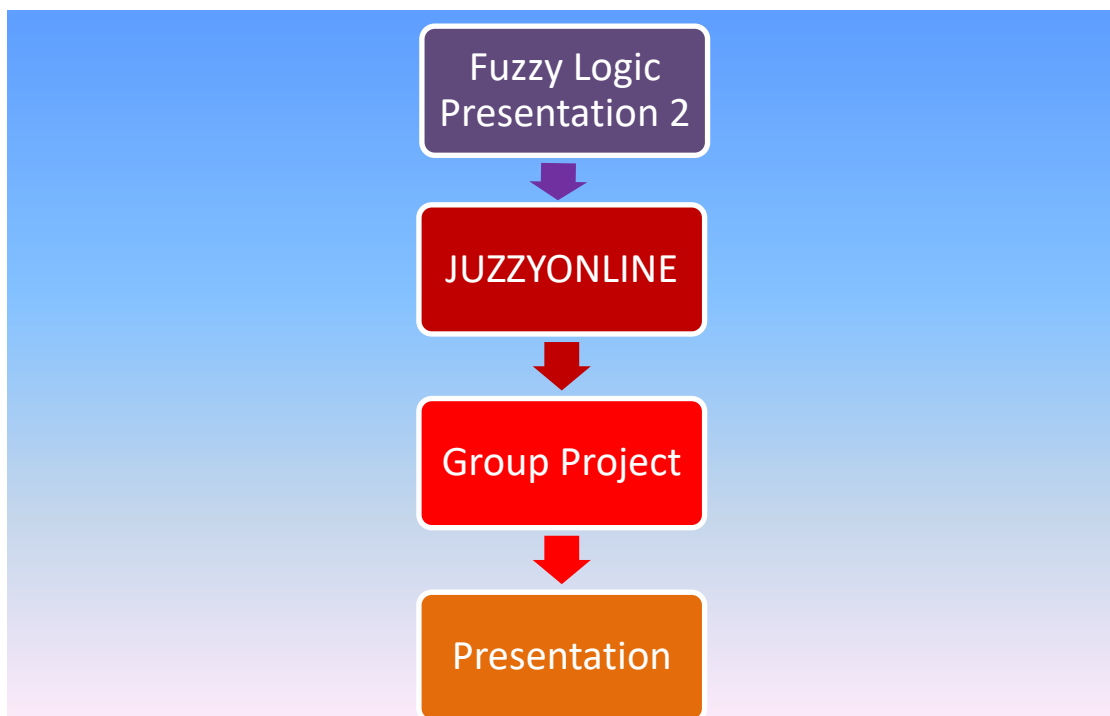 Fuzzy Logic
Presentation 2
JUZZYONLINE
Group Project
Presentation